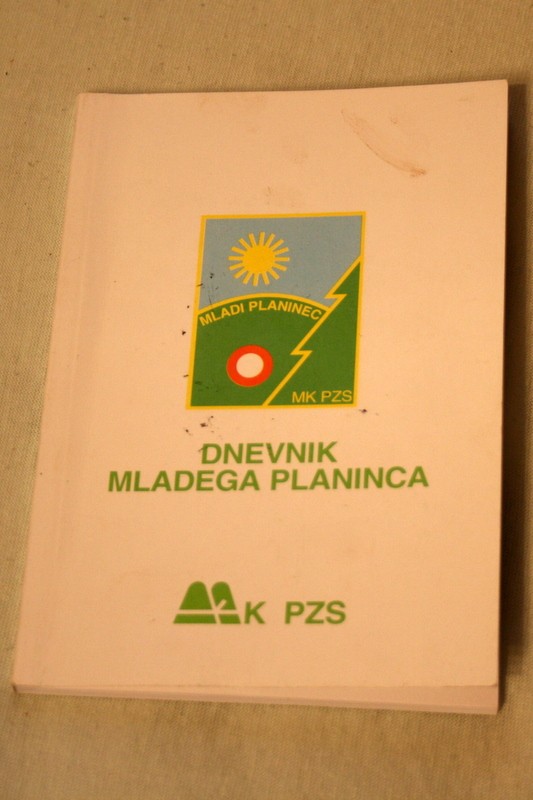 MLADI PLANINEC
MK PZS
DNEVNIK
MLADEGA PLANINCA
MK PZS